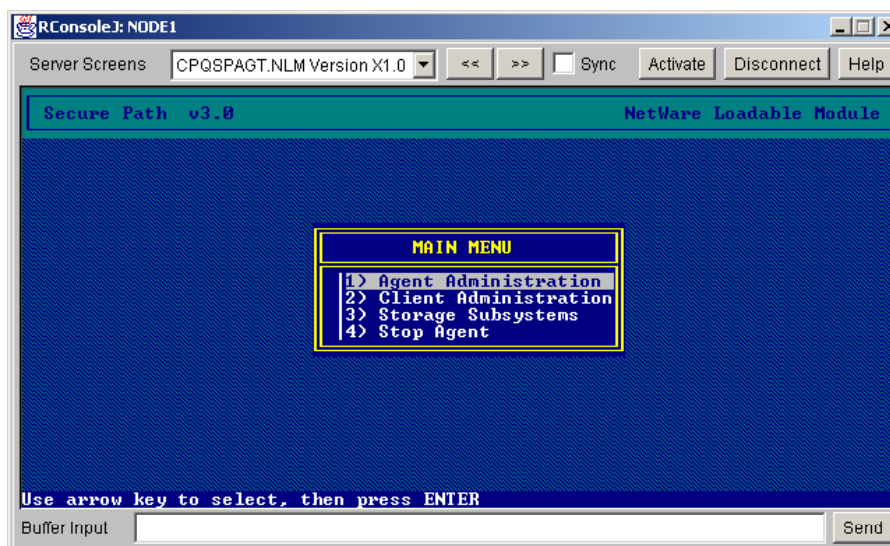 RConsoleJ: NODE1
Server Screens CPQSPAGT.NLM Version X1.0 << >> Sync Activate Disconnect Help
Secure Path v3.0 NetWare Loadable Module
MAIN MENU
1) Agent Administration
2) Client Administration
3) Storage Subsystems
4) Stop Agent
Use arrow key to select, then press ENTER
Buffer Input Send